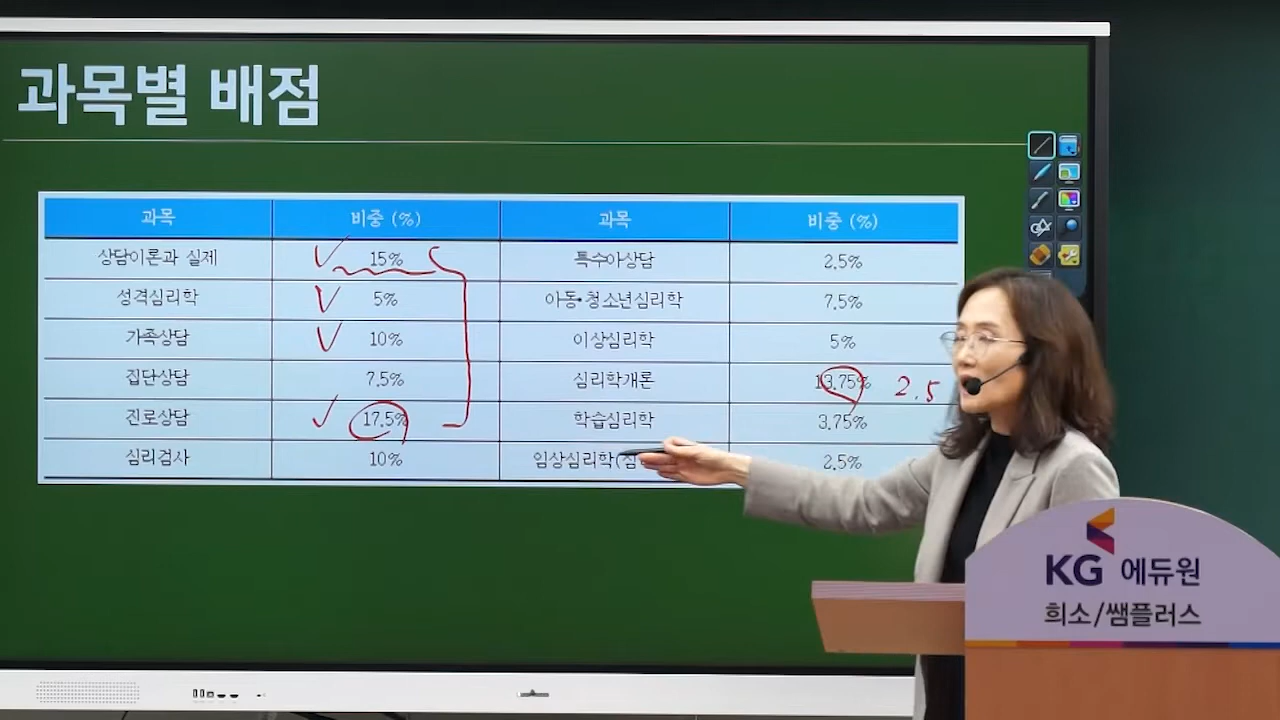 과목별 배점
과목 비중 (%) 과목 비중 (%)
상담이론과 실제 15% 특수아상담 2.5%
성격심리학 5% 아동•청소년심리학 7.5%
가족상담 10% 이상심리학 5%
집단상담 7.5% 심리학개론 13.75% 2.5
진로상담 17.5% 학습심리학 3.75%
심리검사 10% 임상심리학( 2.5%
KG 에듀원
희소/쌤플러스